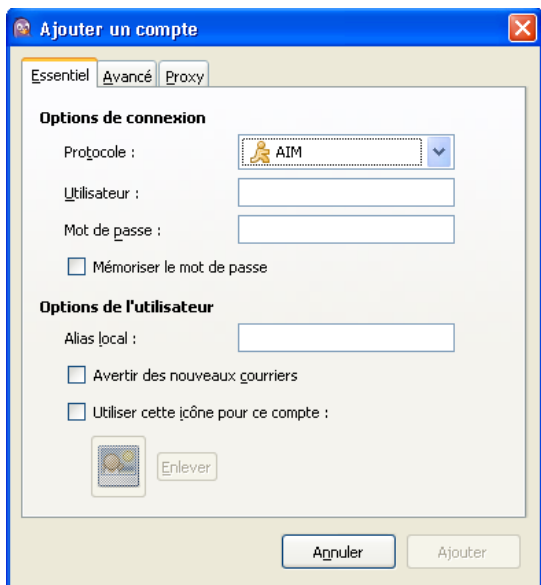 Ajouter un compte
Essentiel Avancé Proxy
Options de connexion
Protocole : AIM
Utilisateur :
Mot de passe :
Mémoriser le mot de passe
Options de l'utilisateur
Alias local :
Avertir des nouveaux courriers
Utiliser cette icône pour ce compte :
Enlever
Annuler Ajouter